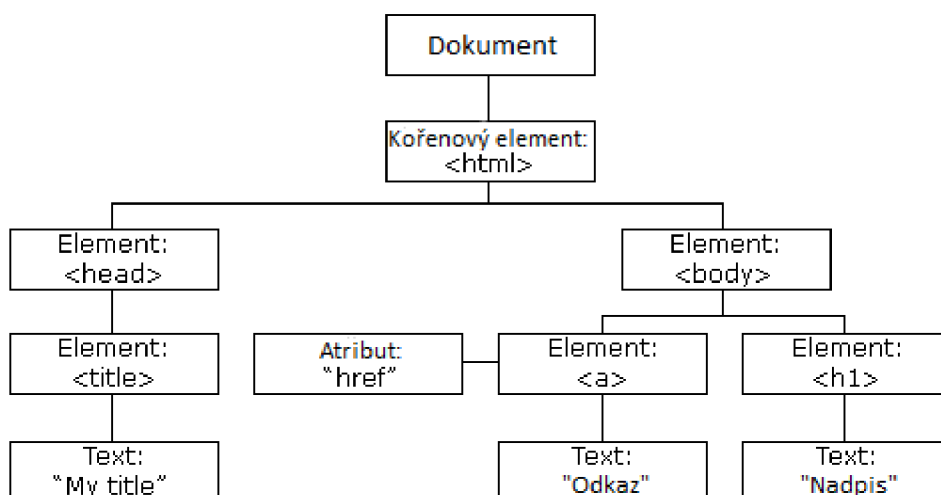 Dokument
Kořenový element:
<html>
Element:
<head>
Element:
<body>
Element:
<title>
Atribut:
“href”
Element:
<a>
Element:
<h1>
Text:
“My title”
Text:
"Odkaz"
Text:
"Nadpis"